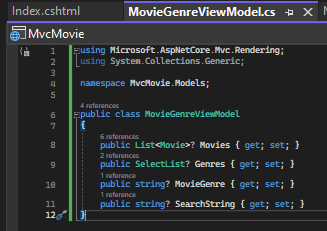 Index.cshtml MovieGenreViewModel.cs
MvcMovie
1 using Microsoft.AspNetCore.Mvc.Rendering;
2 using System.Collections.Generic;
3
4 namespace MvcMovie.Models;
5
4 references
6 public class MovieGenreViewModel
7 {
6 references
8 public List<Movie>? Movies { get; set; }
2 references
9 public SelectList? Genres { get; set; }
1 reference
10 public string? MovieGenre { get; set; }
1 reference
11 public string? SearchString { get; set; }
12 }